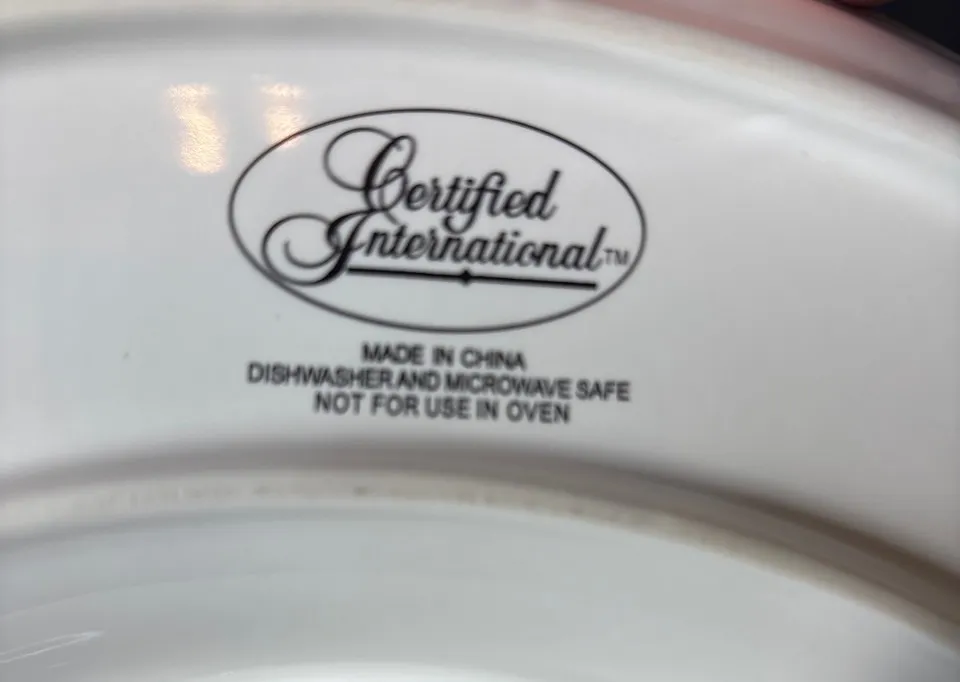 Certified
International™
MADE IN CHINA
DISHWASHER AND MICROWAVE SAFE
NOT FOR USE IN OVEN